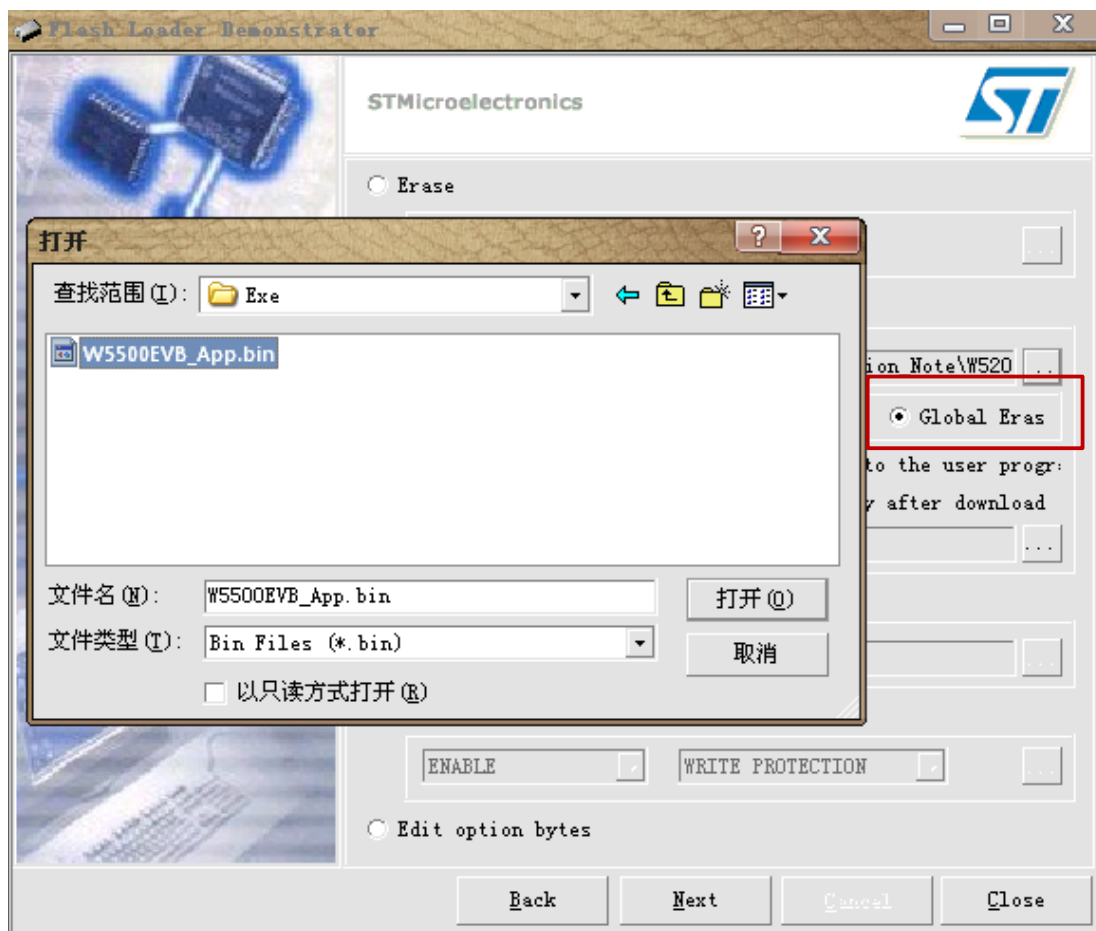 Flash Loader Demonstrator
STMicroelectronics
ST
Erase
打开
查找范围(I):
Exe
W5500EVB_App.bin
ion Note\W520
..
Global Eras
to the user progr
y after download
...
文件名(N):
W5500EVB_App.bin
打开(O)
文件类型(T):
Bin Files (*.bin)
取消
以只读方式打开(R)
ENABLE
WRITE PROTECTION
...
Edit option bytes
Back
Next
Cancel
Close